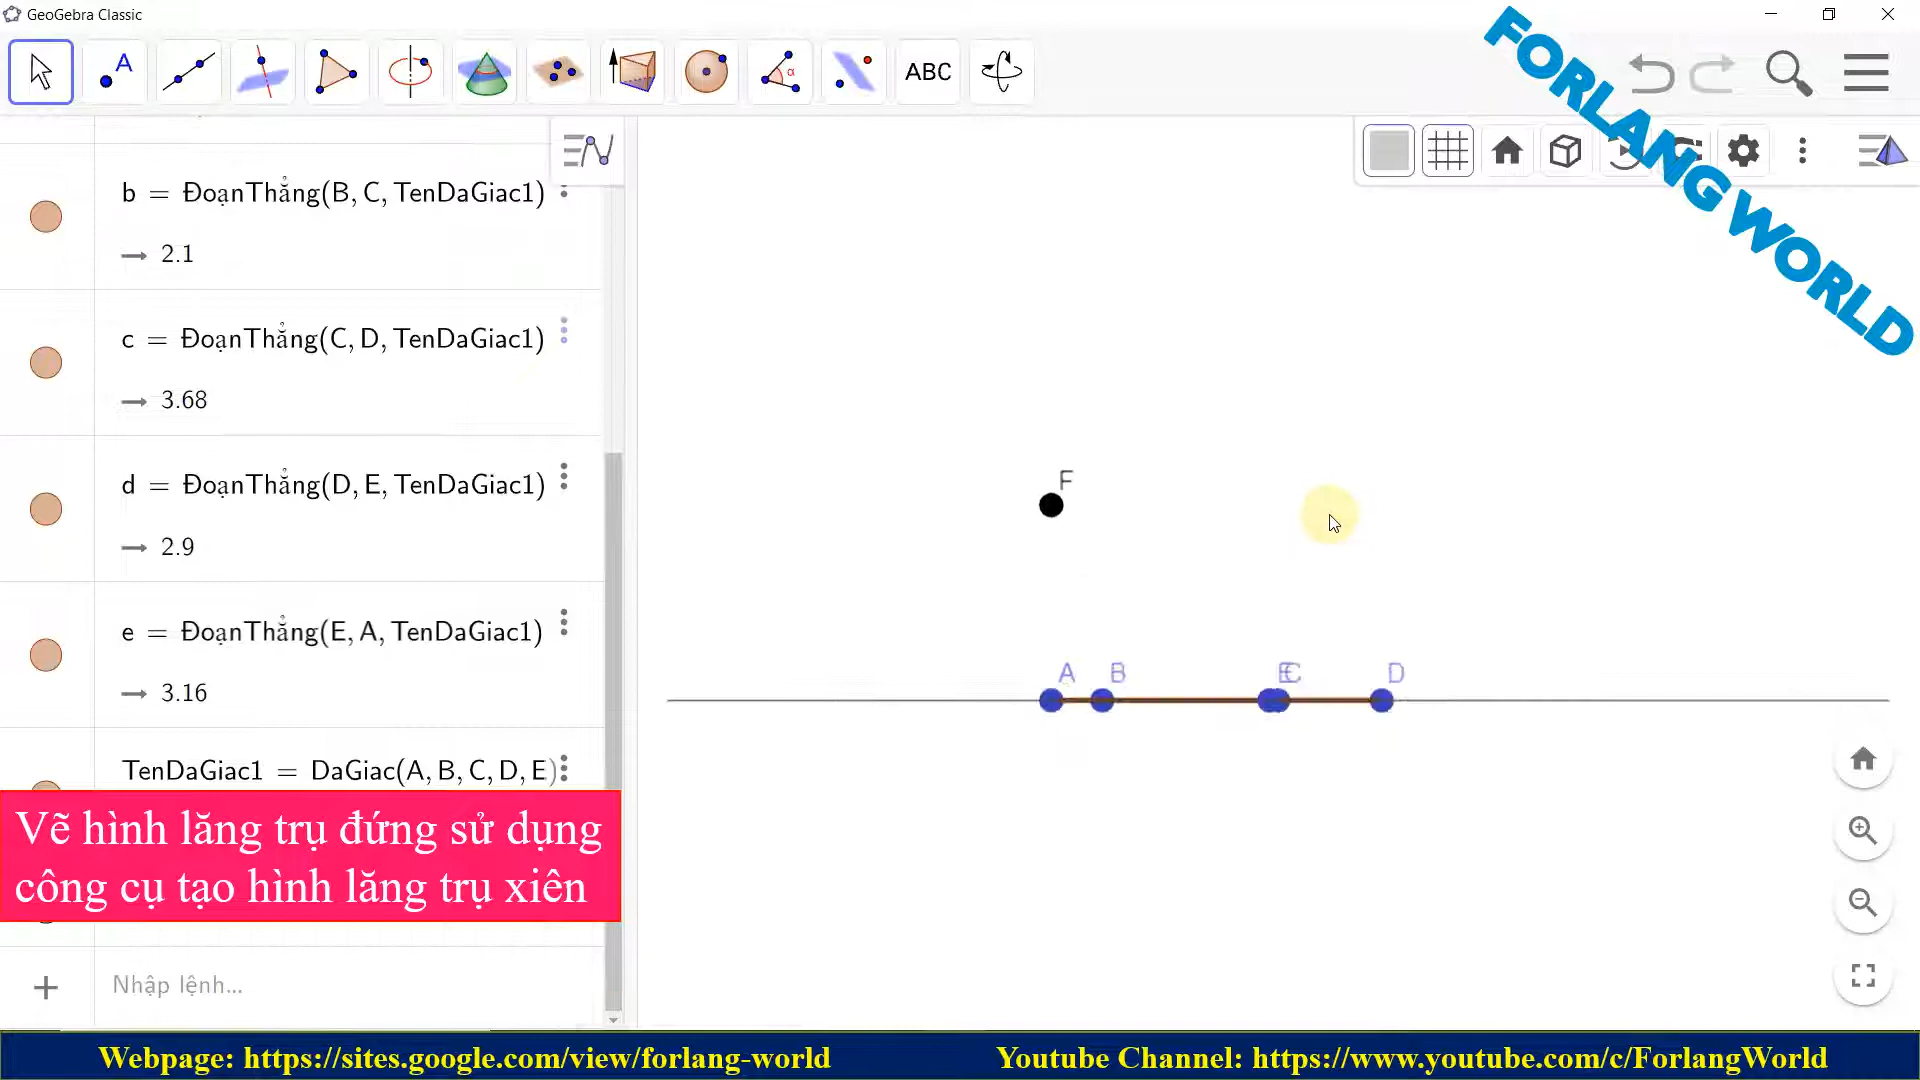 GeoGebra Classic
A
α
ABC
FORLANG WORLD
b = ĐoạnThẳng(B, C, TenDaGiac1)
→ 2.1
c = ĐoạnThẳng(C, D, TenDaGiac1)
→ 3.68
d = ĐoạnThẳng(D, E, TenDaGiac1)
→ 2.9
e = ĐoạnThẳng(E, A, TenDaGiac1)
→ 3.16
TenDaGiac1 = DaGiac(A, B, C, D, E)
Vẽ hình lăng trụ đứng sử dụng
công cụ tạo hình lăng trụ xiên
Nhập lệnh...
F
A B E C D
Webpage: https://sites.google.com/view/forlang-world
Youtube Channel: https://www.youtube.com/c/ForlangWorld